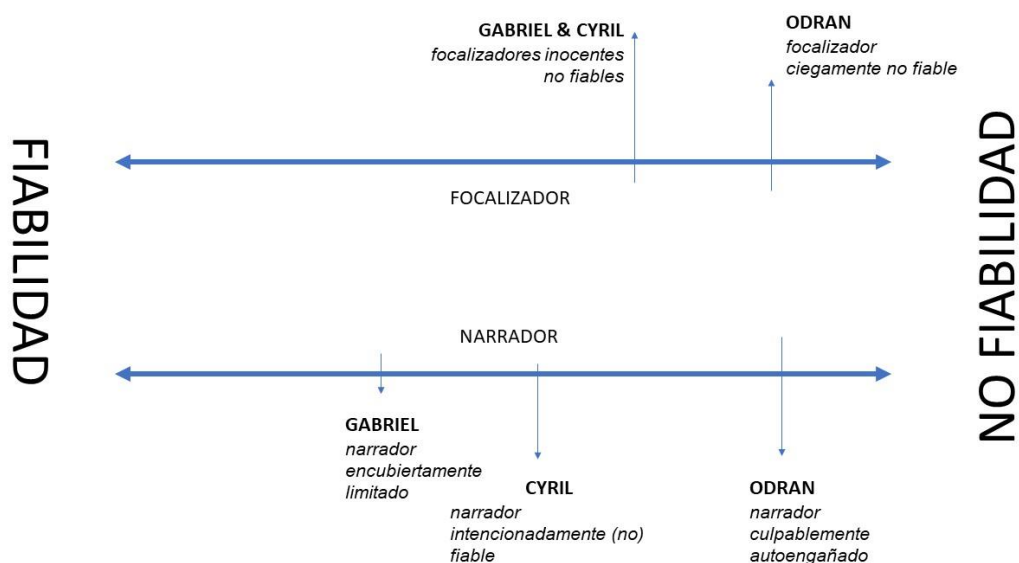 FIABILIDAD
GABRIEL & CYRIL
focalizadores inocentes
no fiables
ODRAN
focalizador
ciegamente no fiable
FOCALIZADOR
NARRADOR
GABRIEL
narrador
encubiertamente
limitado
CYRIL
narrador
intencionadamente (no)
fiable
ODRAN
narrador
culpablemente
autoengañado
NO FIABILIDAD